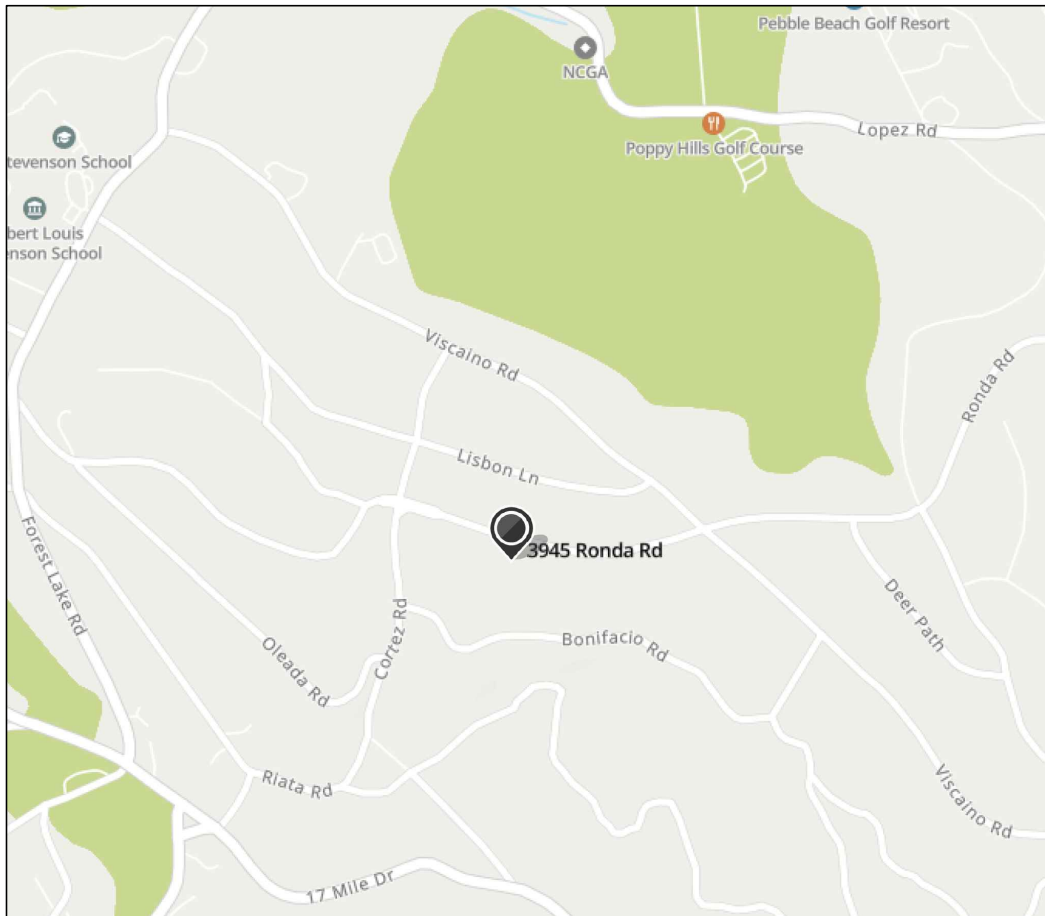 Pebble Beach Golf Resort
NCGA
Lopez Rd
Poppy Hills Golf Course
tevenson School
bert Louis
enson School
Viscaino Rd
Ronda Rd
Lisbon Ln
3945 Ronda Rd
Forest Lake Rd
Deer Path
Cortez Rd
Oleada Rd
Bonifacio Rd
Riata Rd
Viscaino Rd
17 Mile Dr